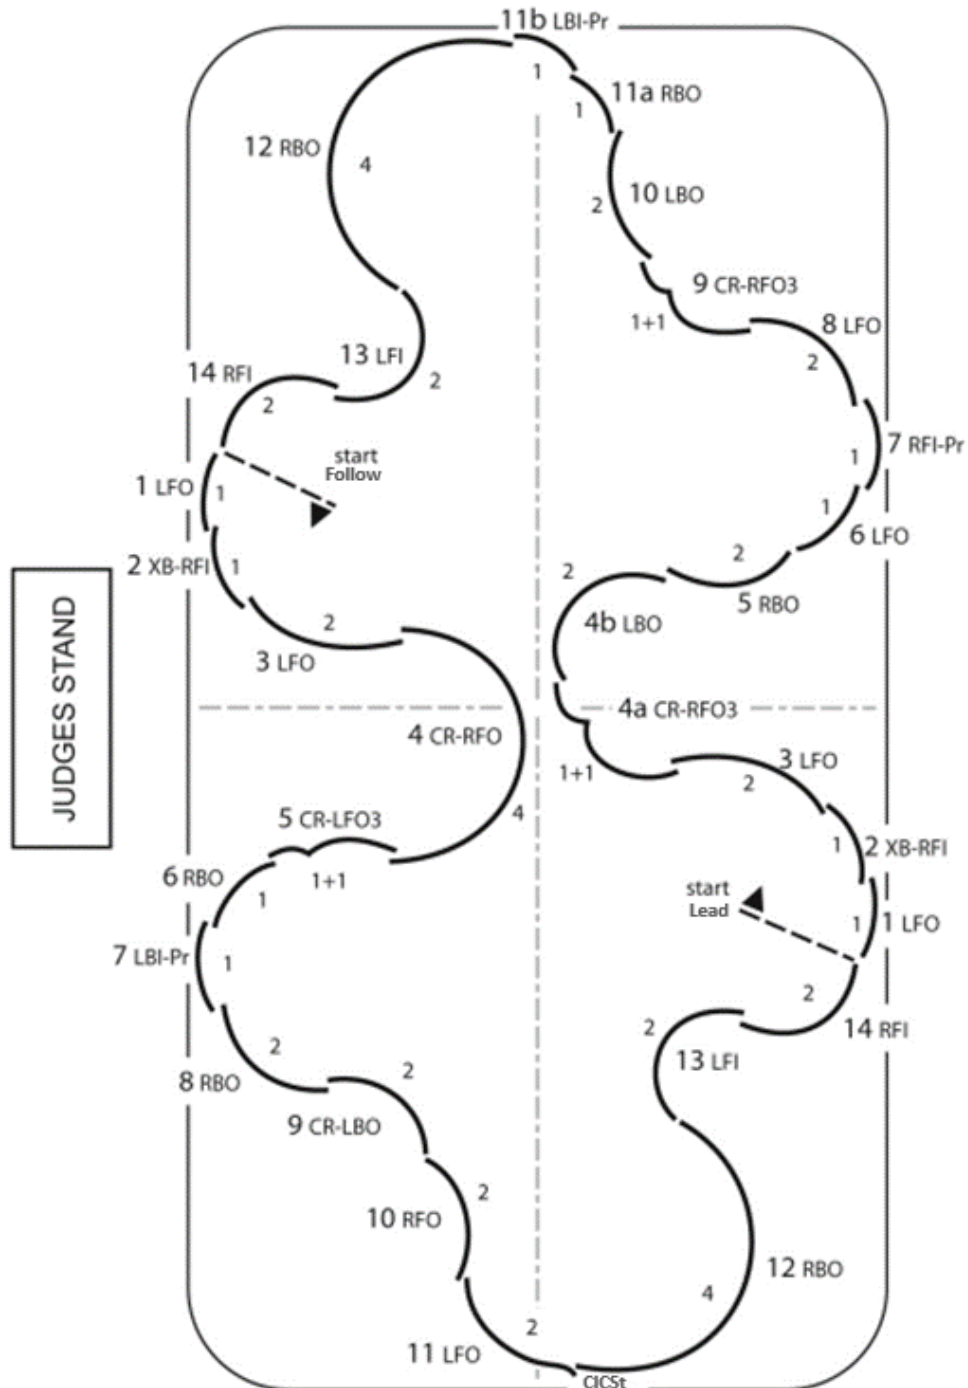 11b LBI-Pr
1
11a RBO
1
12 RBO
4
10 LBO
2
9 CR-RFO3
1+1
8 LFO
2
13 LFI
2
14 RFI
2
7 RFI-Pr
1
start
Follow
1 LFO
1
6 LFO
1
2 XB-RFI
1
5 RBO
2
4b LBO
2
3 LFO
2
JUDGES STAND
4a CR-RFO3
1+1
4 CR-RFO
4
3 LFO
2
5 CR-LFO3
1+1
2 XB-RFI
1
6 RBO
1
start
Lead
1 LFO
1
7 LBI-Pr
1
14 RFI
2
13 LFI
2
8 RBO
2
9 CR-LBO
2
10 RFO
2
12 RBO
4
11 LFO
2
CICSt